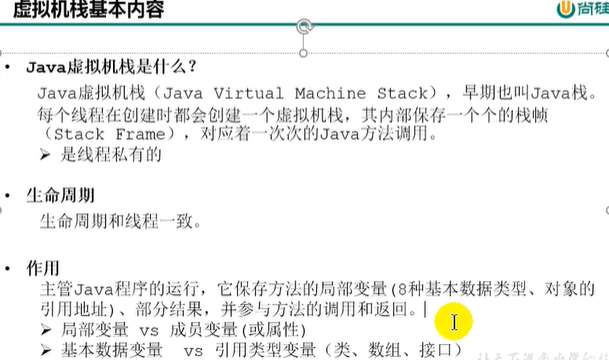 虚拟机栈基本内容
尚硅
• Java虚拟机栈是什么？
Java虚拟机栈（Java Virtual Machine Stack），早期也叫Java栈。
每个线程在创建时都会创建一个虚拟机栈，其内部保存一个个的栈帧
（Stack Frame），对应着一次次的Java方法调用。
➢ 是线程私有的
• 生命周期
生命周期和线程一致。
• 作用
主管Java程序的运行，它保存方法的局部变量(8种基本数据类型、对象的
引用地址)、部分结果，并参与方法的调用和返回。
➢ 局部变量 vs 成员变量(或属性)
➢ 基本数据变量 vs 引用类型变量（类、数组、接口）